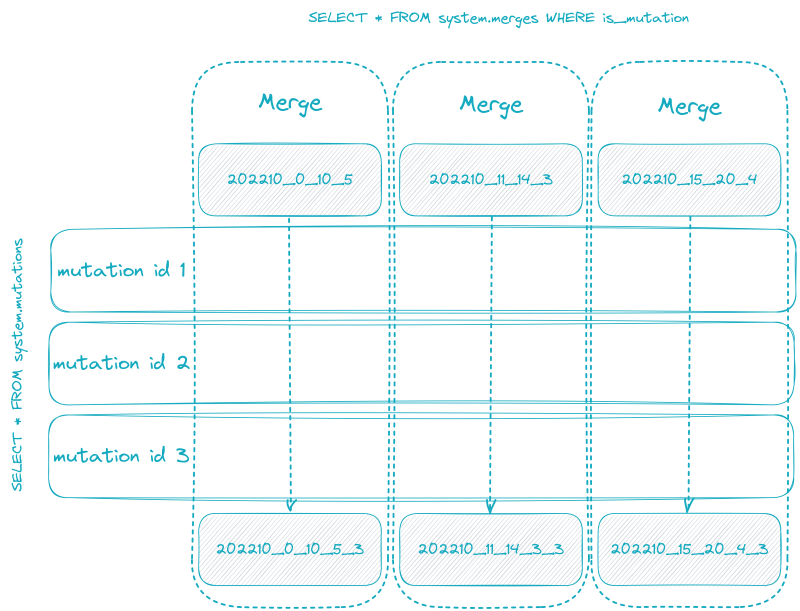 SELECT * FROM system.merges WHERE is_mutation
Merge
Merge
Merge
202210_0_10_5
202210_11_14_3
202210_15_20_4
SELECT * FROM system.mutations
mutation id 1
mutation id 2
mutation id 3
202210_0_10_5_3
202210_11_14_3_3
202210_15_20_4_3